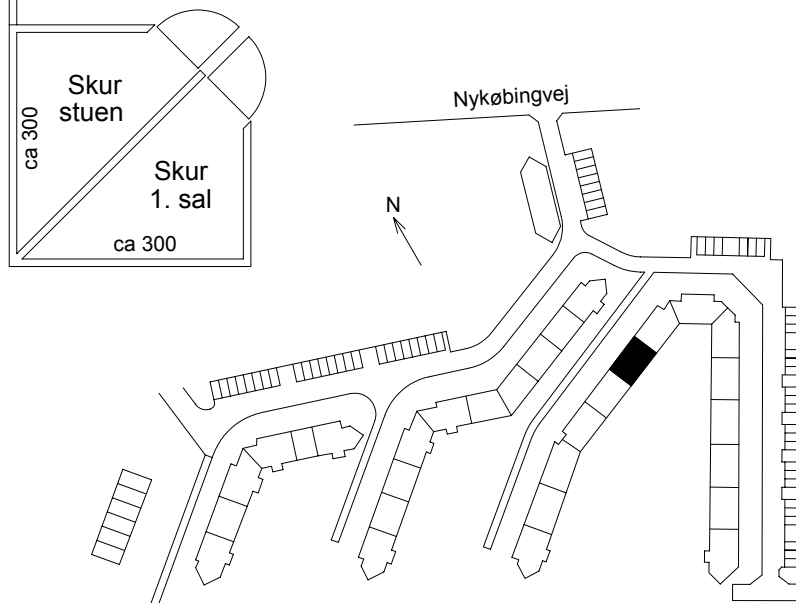 Skur
stuen
ca 300
Skur
1. sal
ca 300
Nykøbingvej
N